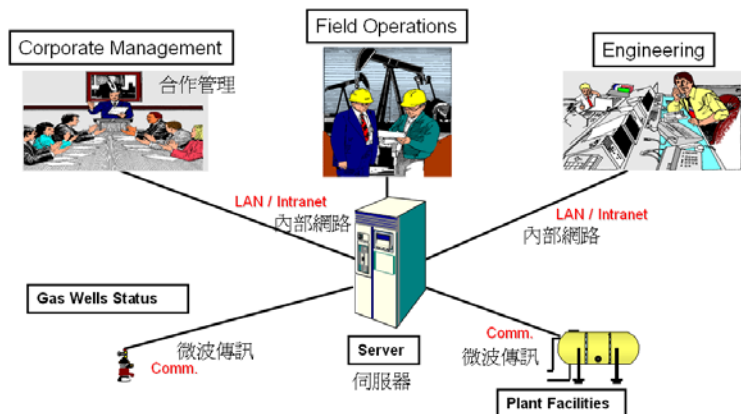 Field Operations
Corporate Management
Engineering
合作管理
LAN / Intranet
內部網路
LAN / Intranet
內部網路
Gas Wells Status
微波傳訊
Comm.
Server
伺服器
Comm.
微波傳訊
Plant Facilities